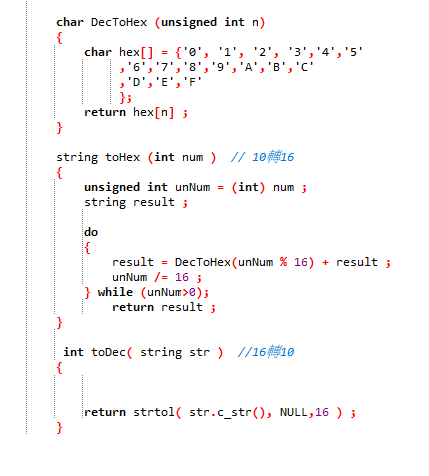 char DecToHex (unsigned int n)
{
char hex[] = {'0', '1', '2', '3','4','5'
,'6','7','8','9','A','B','C'
,'D','E','F'
};
return hex[n] ;
}
string toHex (int num ) // 10轉16
{
unsigned int unNum = (int) num ;
string result ;
do
{
result = DecToHex(unNum % 16) + result ;
unNum /= 16 ;
} while (unNum>0);
return result ;
}
int toDec( string str ) //16轉10
{
return strtol( str.c_str(), NULL,16 ) ;
}